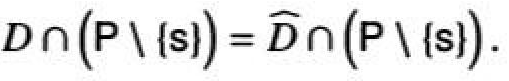 D ∩ (P \ {s}) = D̂ ∩ (P \ {s}).